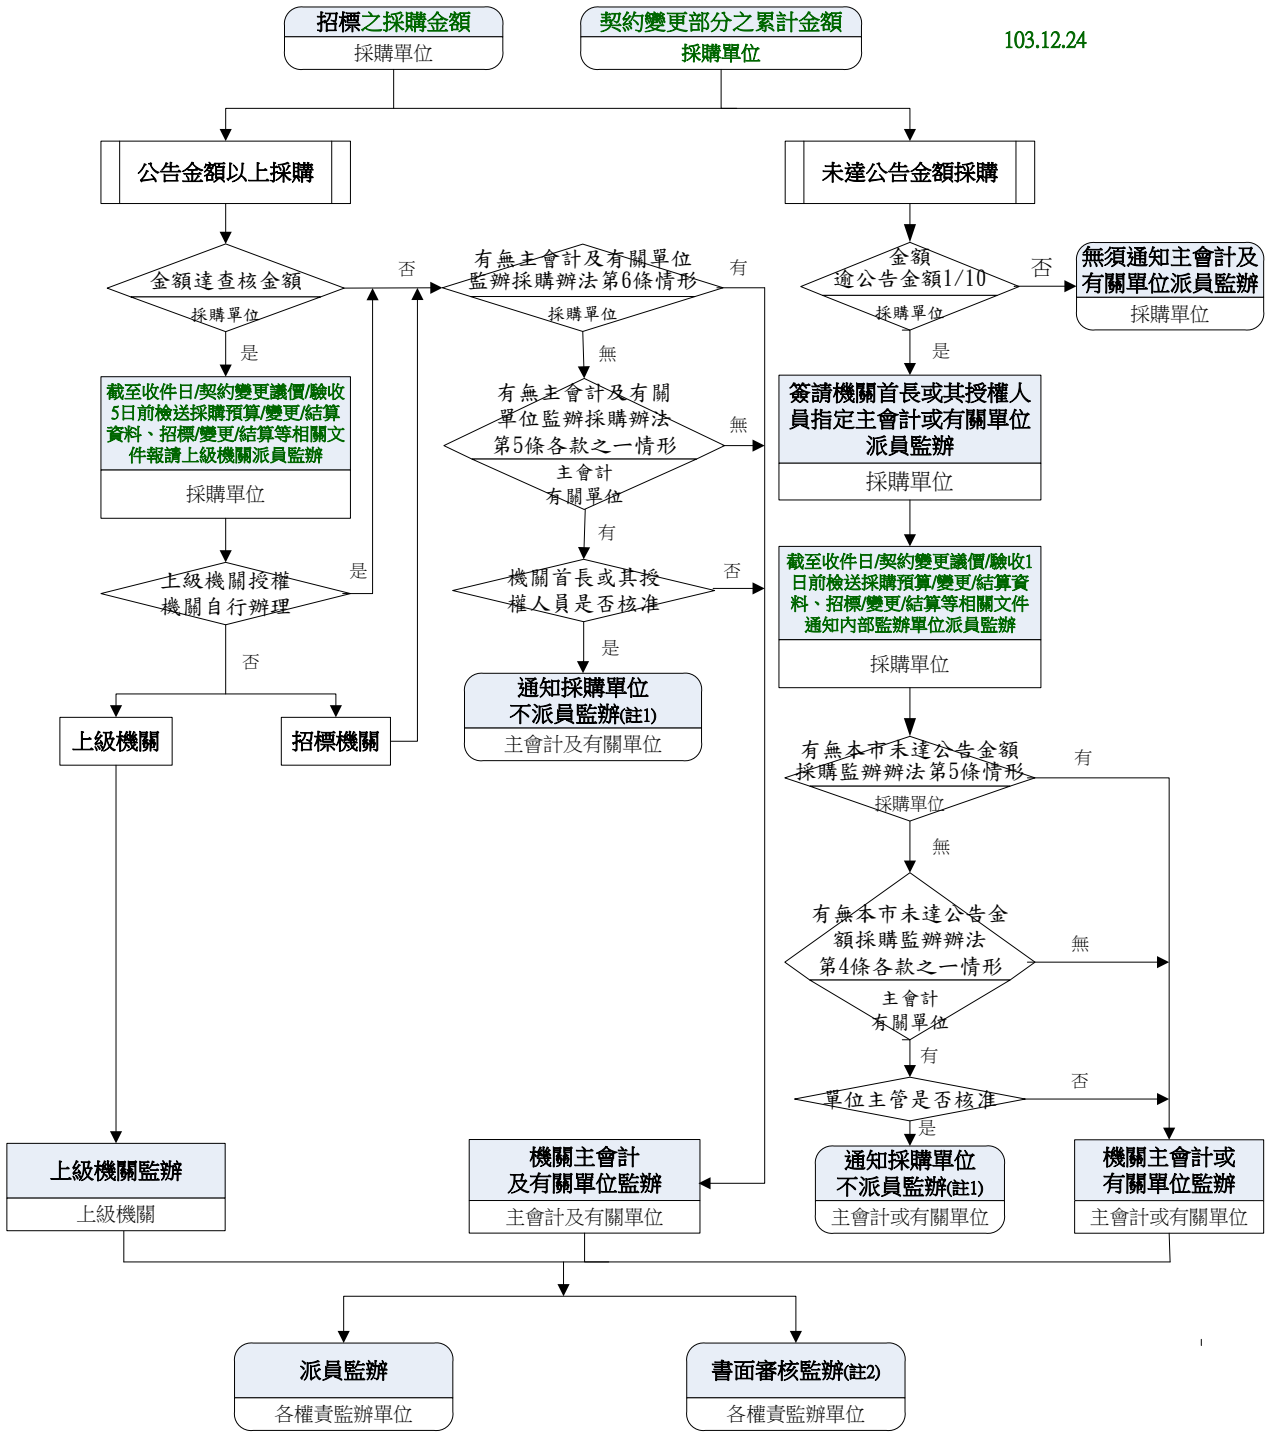 招標之採購金額
採購單位
契約變更部分之累計金額
採購單位
103.12.24
公告金額以上採購
未達公告金額採購
金額達查核金額
採購單位
否
是
有無主會計及有關單位
監辦採購辦法第6條情形
採購單位
有
無
金額
逾公告金額1/10
採購單位
否
是
無須通知主會計及
有關單位派員監辦
採購單位
截至收件日/契約變更議價/驗收
5日前檢送採購預算/變更/結算
資料、招標/變更/結算等相關文
件報請上級機關派員監辦
採購單位
有無主會計及有關
單位監辦採購辦法
第5條各款之一情形
主會計
有關單位
無
有
簽請機關首長或其授權人
員指定主會計或有關單位
派員監辦
採購單位
上級機關授權
機關自行辦理
是
否
機關首長或其授
權人員是否核准
否
是
截至收件日/契約變更議價/驗收1
日前檢送採購預算/變更/結算資
料、招標/變更/結算等相關文件
通知內部監辦單位派員監辦
採購單位
上級機關
招標機關
通知採購單位
不派員監辦(註1)
主會計及有關單位
有無本市未達公告金額
採購監辦辦法第5條情形
採購單位
有
無
有無本市未達公告金
額採購監辦辦法
第4條各款之一情形
主會計
有關單位
無
有
單位主管是否核准
否
是
上級機關監辦
上級機關
機關主會計
及有關單位監辦
主會計及有關單位
通知採購單位
不派員監辦(註1)
主會計或有關單位
機關主會計或
有關單位監辦
主會計或有關單位
派員監辦
各權責監辦單位
書面審核監辦(註2)
各權責監辦單位